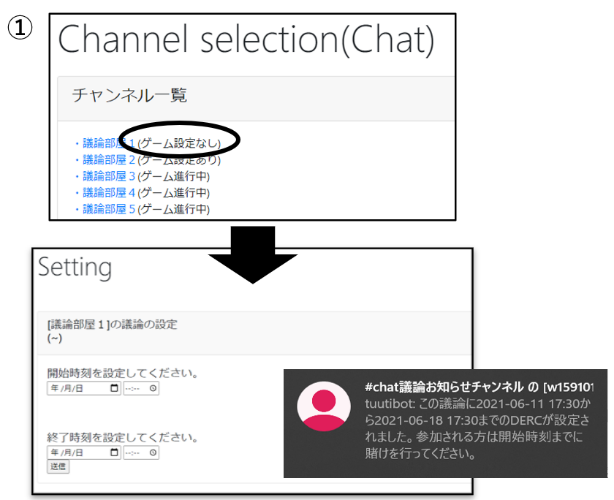 ①
Channel selection(Chat)
チャンネル一覧
・議論部屋１(ゲーム設定なし)
・議論部屋２(ゲーム設定あり)
・議論部屋３(ゲーム進行中)
・議論部屋４(ゲーム進行中)
・議論部屋５(ゲーム進行中)
Setting
[議論部屋１]の議論の設定
(~)
開始時刻を設定してください。
年/月/日 --:--
終了時刻を設定してください。
年/月/日 --:--
送信
#chat議論お知らせチャンネル の [w159101
tuutibot: この議論に2021-06-11 17:30か
ら2021-06-18 17:30までのDERCが設定さ
れました。参加される方は開始時刻までに
賭けを行ってください。